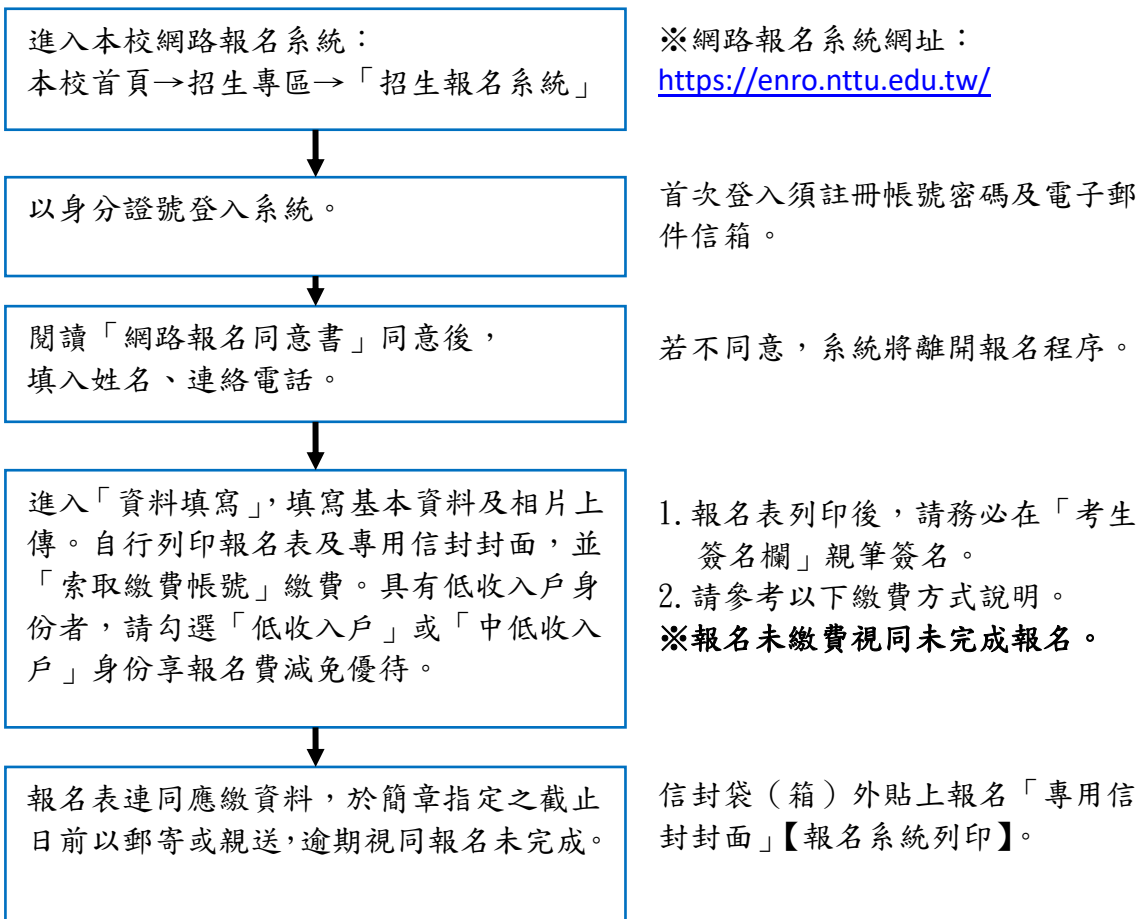 進入本校網路報名系統：
本校首頁→招生專區→「招生報名系統」
※網路報名系統網址：
https://enro.nttu.edu.tw/
以身分證號登入系統。
首次登入須註冊帳號密碼及電子郵
件信箱。
閱讀「網路報名同意書」同意後，
填入姓名、連絡電話。
若不同意，系統將離開報名程序。
進入「資料填寫」，填寫基本資料及相片上
傳。自行列印報名表及專用信封封面，並
「索取繳費帳號」繳費。具有低收入戶身
份者，請勾選「低收入戶」或「中低收入
戶」身份享報名費減免優待。
1.報名表列印後，請務必在「考生
簽名欄」親筆簽名。
2.請參考以下繳費方式說明。
※報名未繳費視同未完成報名。
報名表連同應繳資料，於簡章指定之截止
日前以郵寄或親送，逾期視同報名未完成。
信封袋（箱）外貼上報名「專用信
封封面」【報名系統列印】。